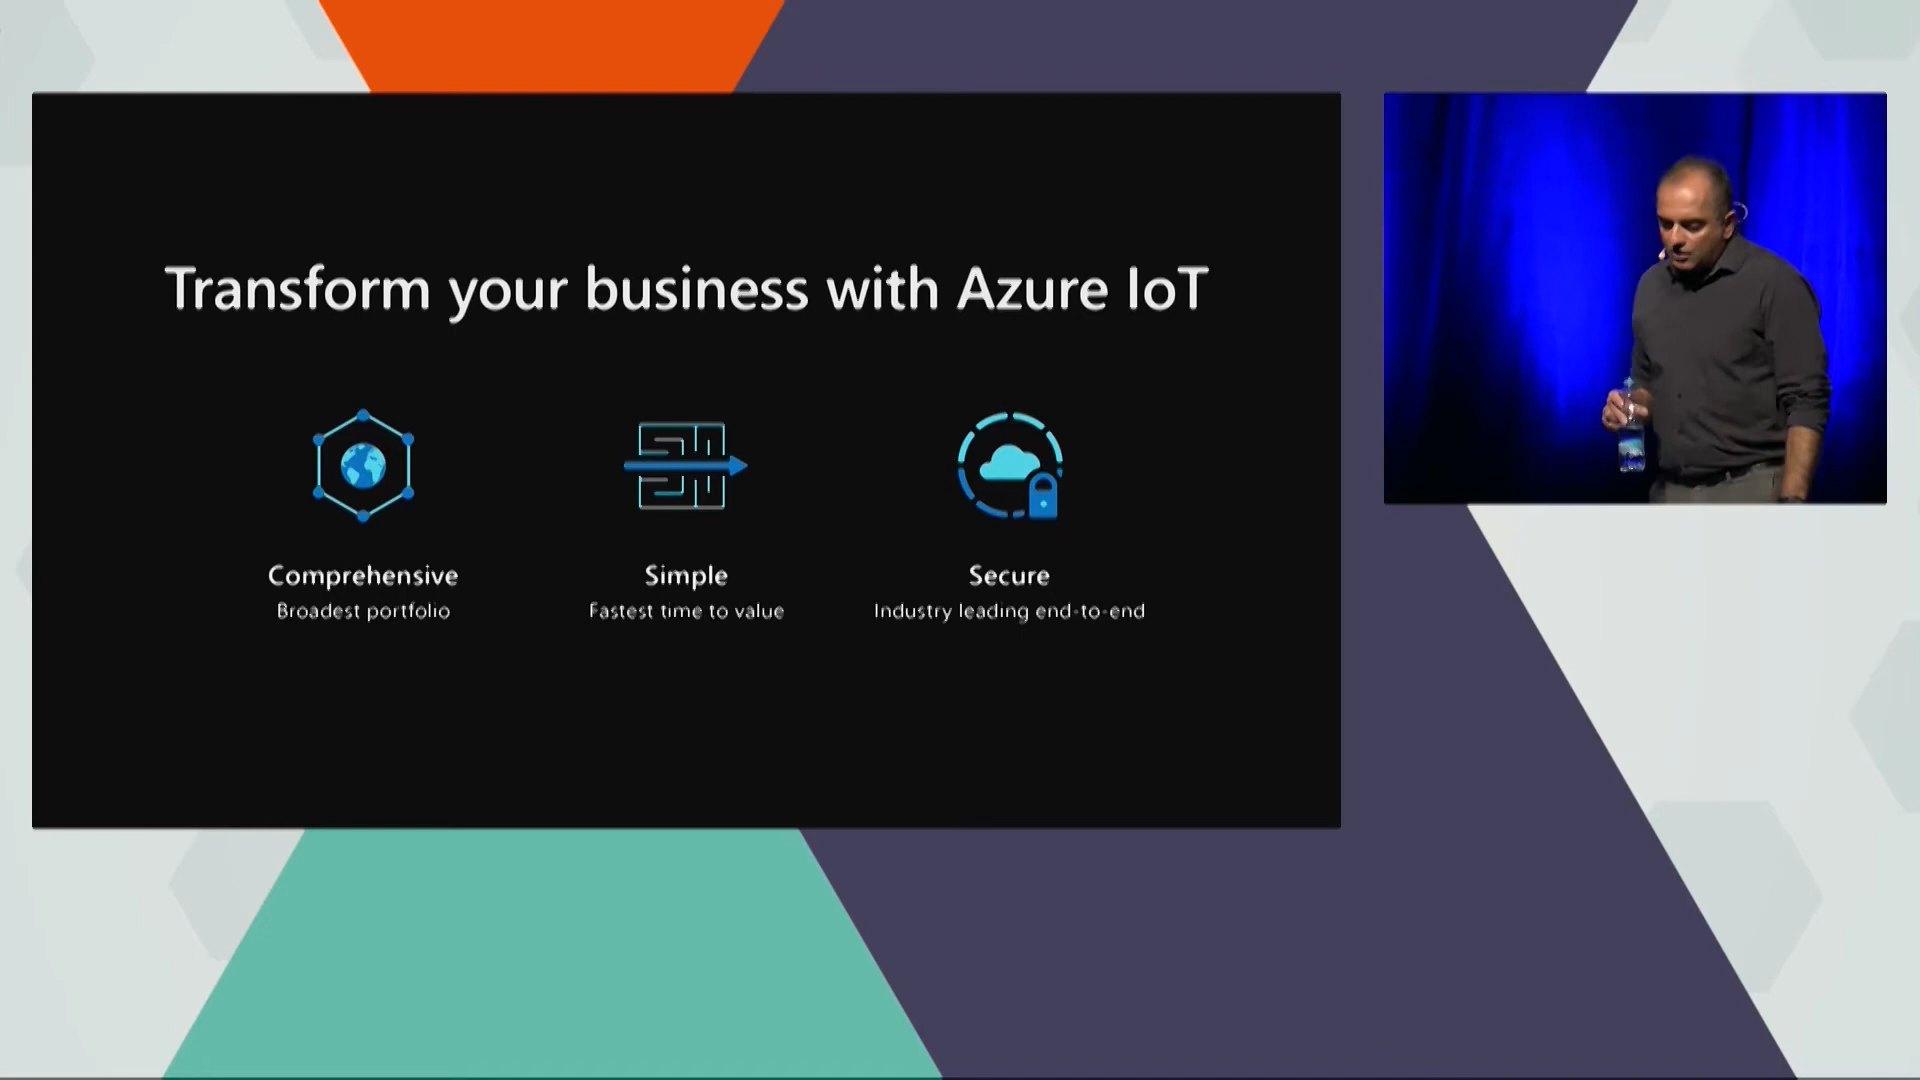 Transform your business with Azure IoT
Comprehensive
Broadest portfolio
Simple
Fastest time to value
Secure
Industry leading end-to-end